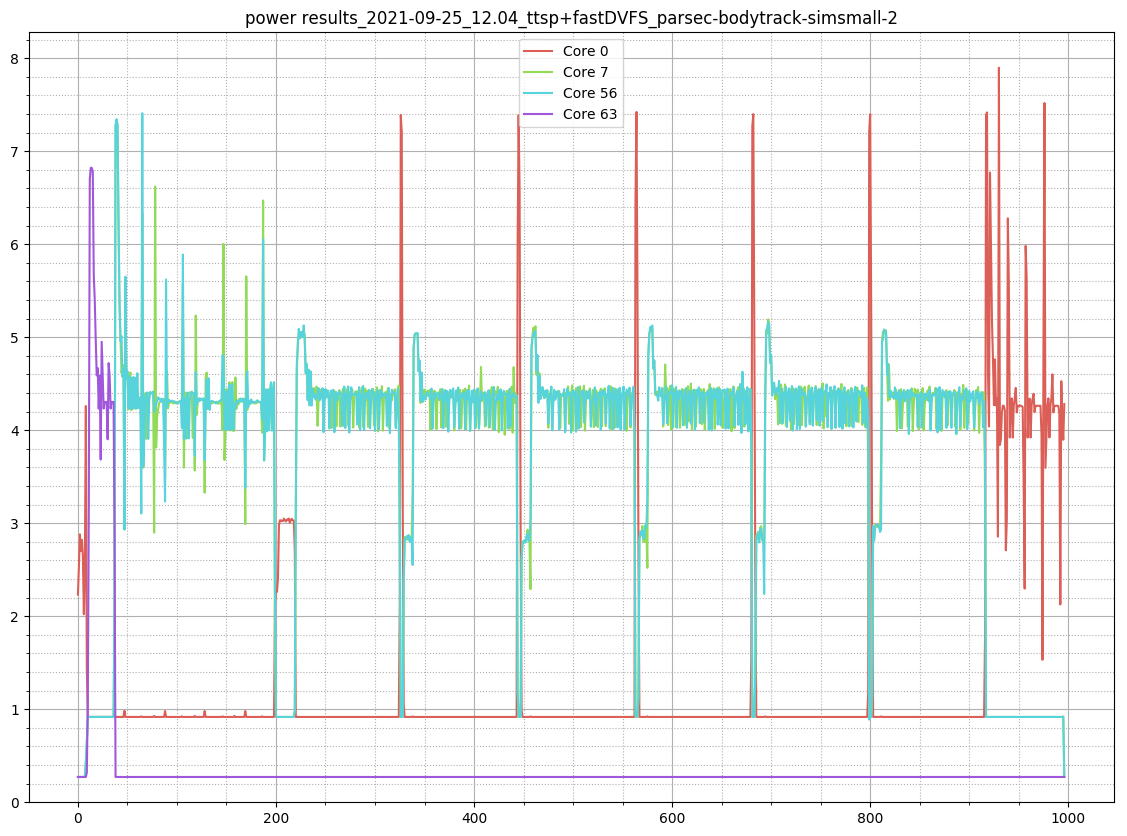 power results_2021-09-25_12.04_ttsp+fastDVFS_parsec-bodytrack-simsmall-2
Core 0
Core 7
Core 56
Core 63
8
7
6
5
4
3
2
1
0
0 200 400 600 800 1000